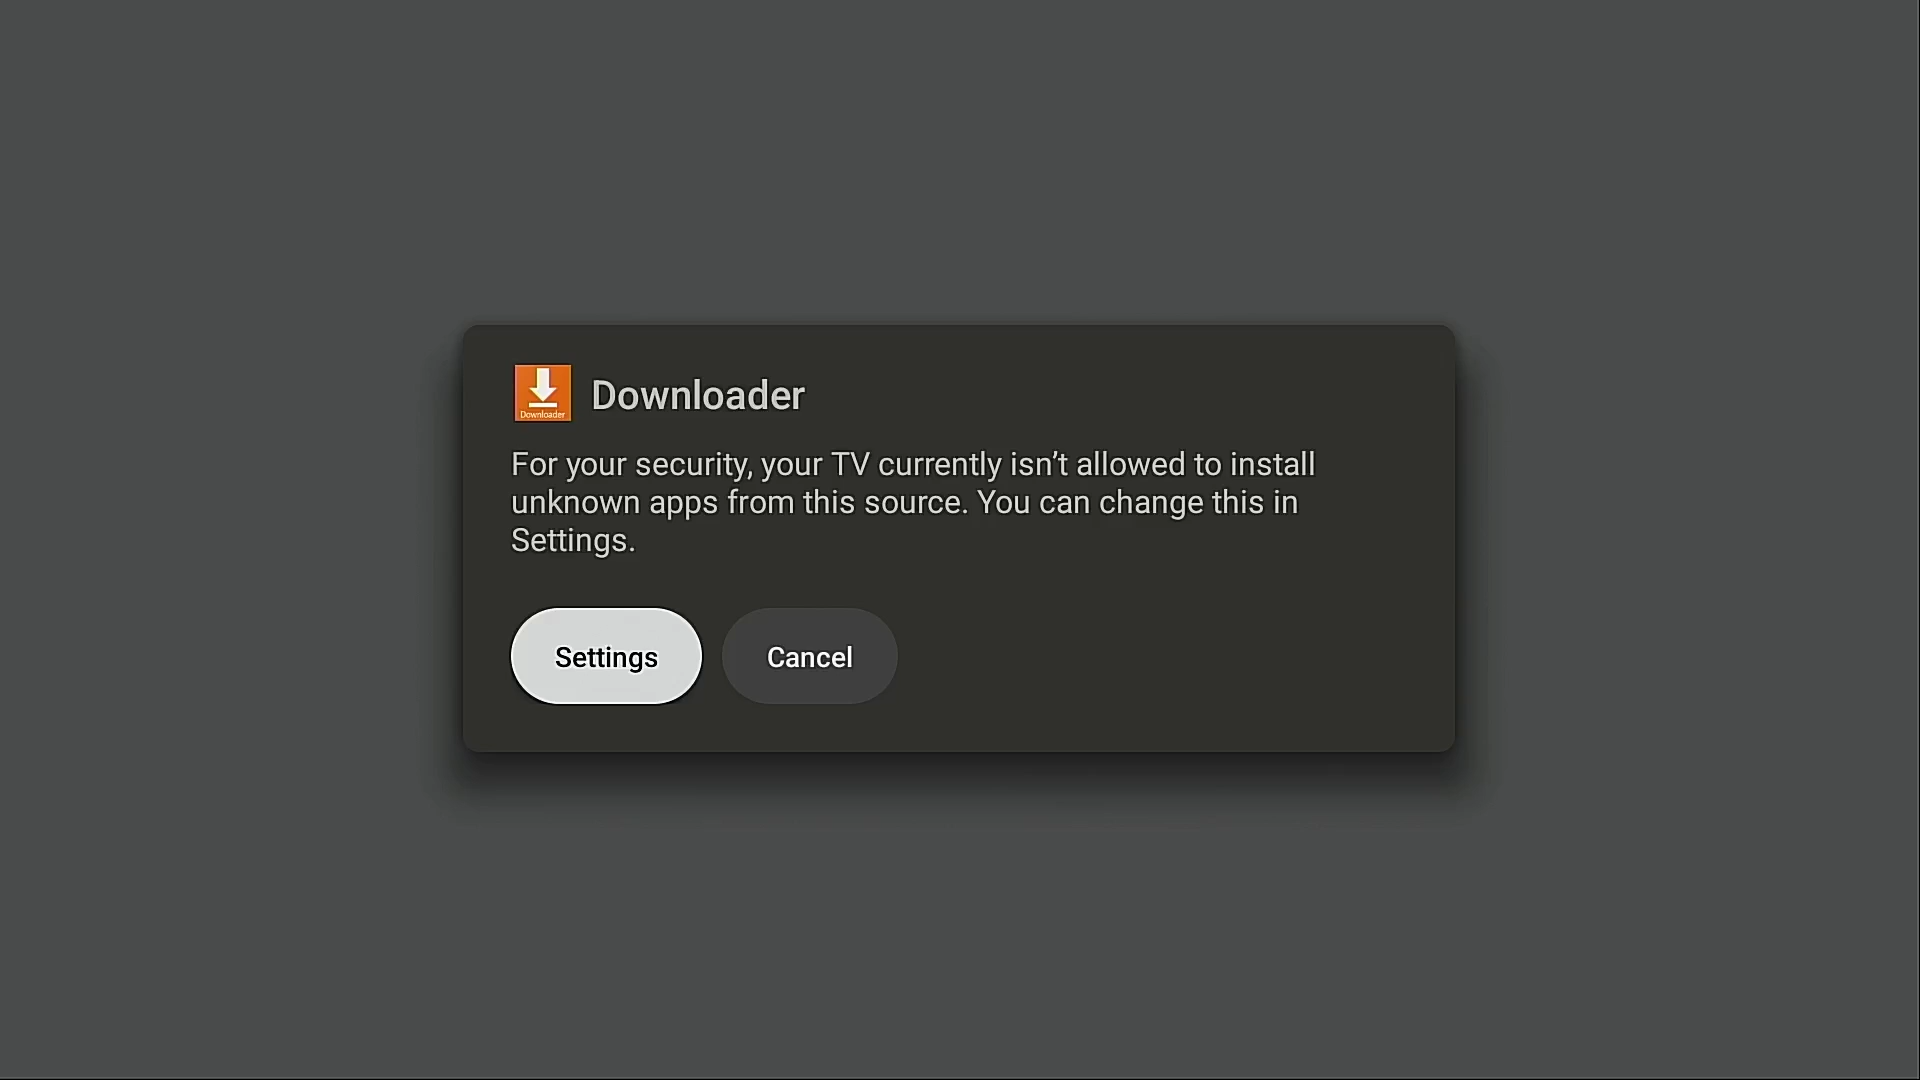 Downloader
Downloader
For your security, your TV currently isn’t allowed to install
unknown apps from this source. You can change this in
Settings.
Settings
Cancel